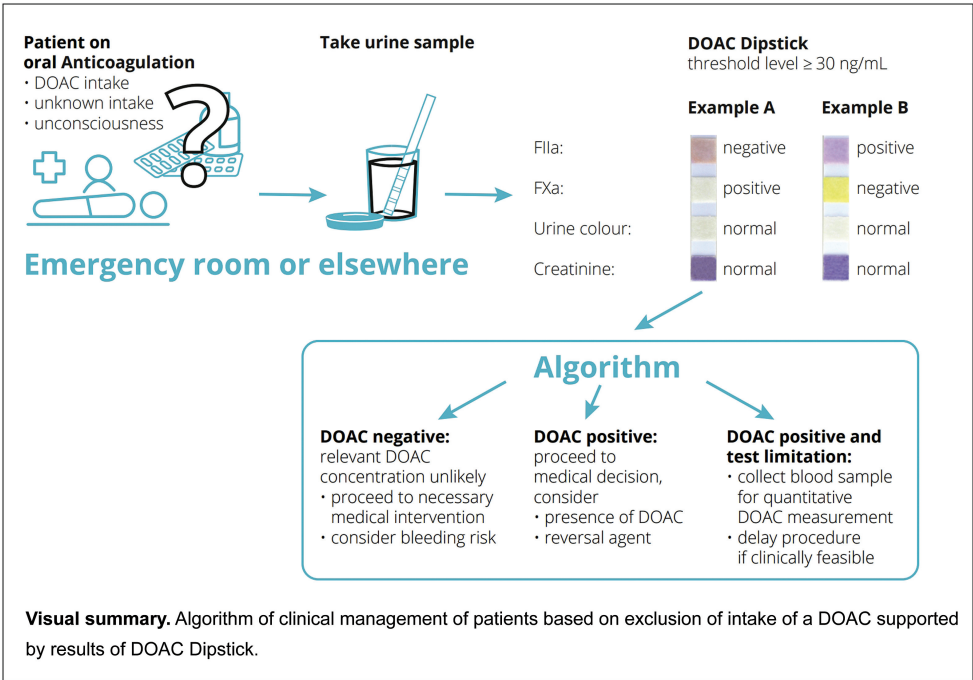 Patient on
oral Anticoagulation
• DOAC intake
• unknown intake
• unconsciousness
?
Emergency room or elsewhere
Take urine sample
DOAC Dipstick
threshold level ≥ 30 ng/mL
Example A Example B
FIIa: negative positive
FXa: positive negative
Urine colour: normal normal
Creatinine: normal normal
Algorithm
DOAC negative:
relevant DOAC
concentration unlikely
• proceed to necessary
medical intervention
• consider bleeding risk
DOAC positive:
proceed to
medical decision,
consider
• presence of DOAC
• reversal agent
DOAC positive and
test limitation:
• collect blood sample
for quantitative
DOAC measurement
• delay procedure
if clinically feasible
Visual summary. Algorithm of clinical management of patients based on exclusion of intake of a DOAC supported
by results of DOAC Dipstick.